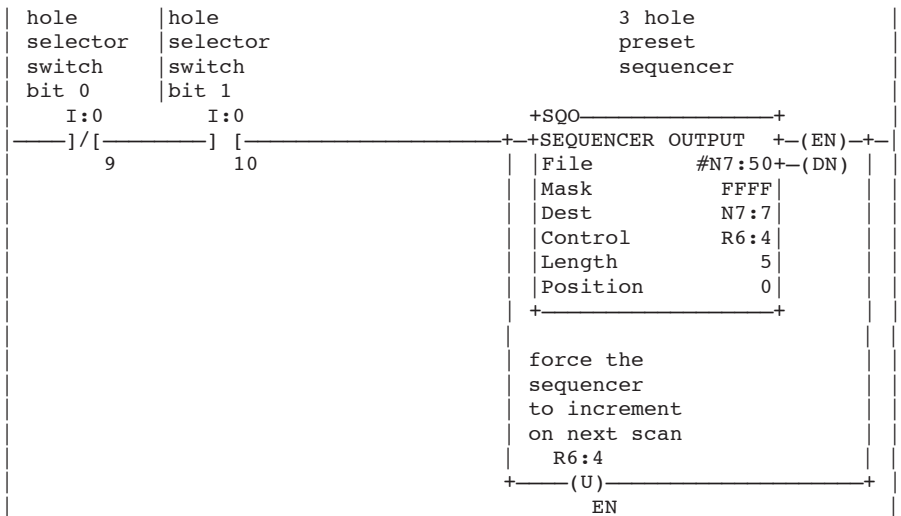 hole |hole 3 hole
selector |selector preset
switch |switch sequencer
bit 0 |bit 1
I:0 I:0 +SQO———————————————+
————]/[————————] [——————————————————+—+SEQUENCER OUTPUT +—(EN)—+—
9 10 | |File #N7:50+—(DN) |
|Mask FFFF|
|Dest N7:7|
|Control R6:4|
|Length 5|
|Position 0|
+—————————————————+
force the
sequencer
to increment
on next scan
R6:4
+————(U)————————————————————+
EN